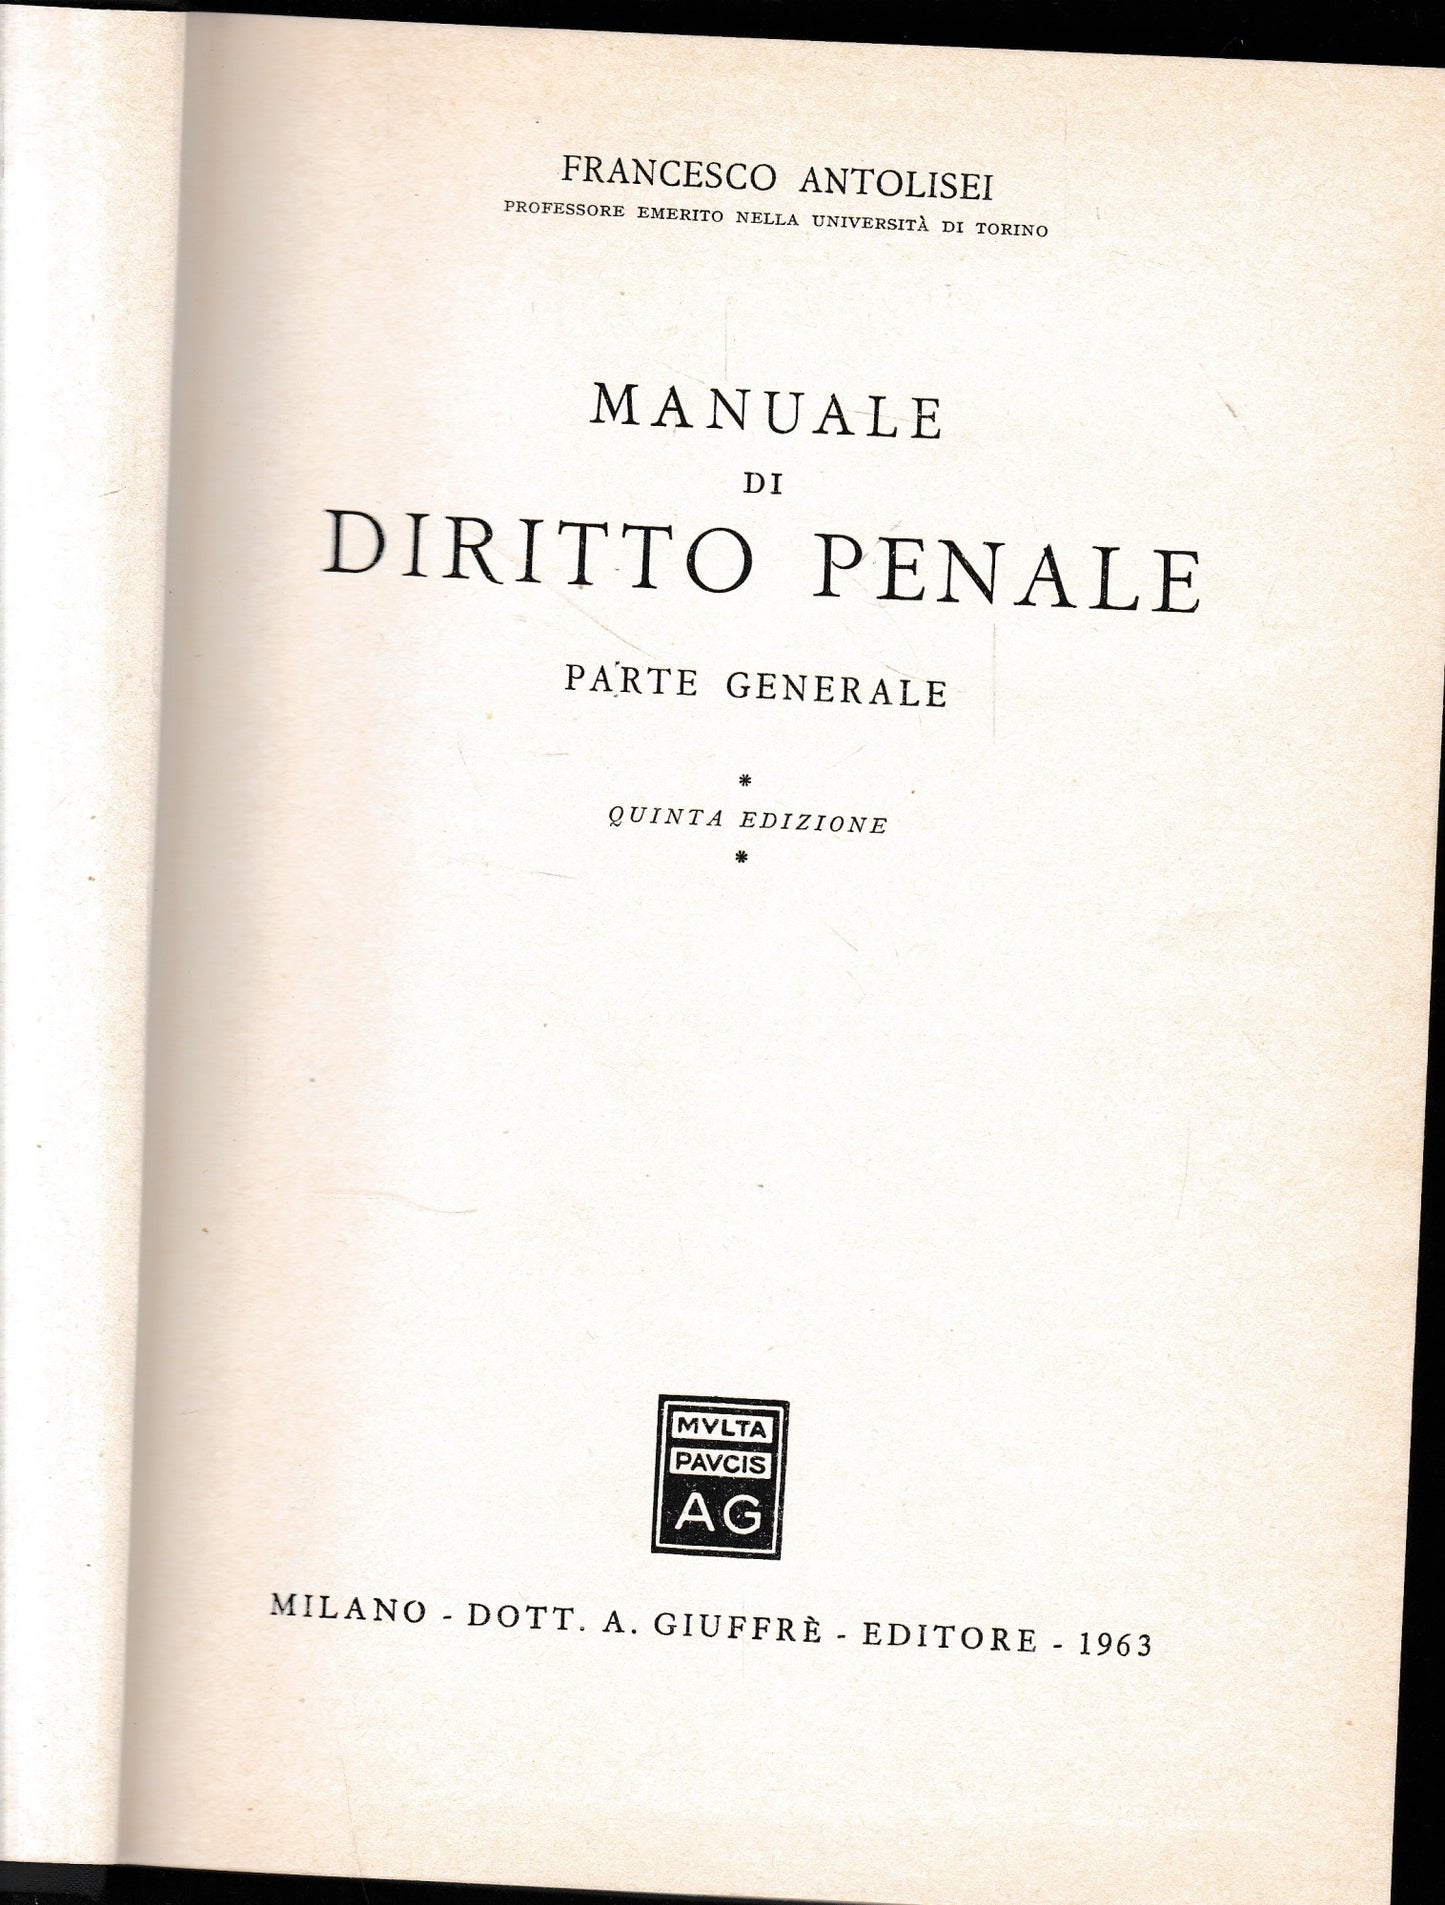 FRANCESCO ANTOLISEI
PROFESSORE EMERITO NELLA UNIVERSITÀ DI TORINO
MANUALE
DI
DIRITTO PENALE
PARTE GENERALE
*
QUINTA EDIZIONE
*
MVLTA
PAVCIS
AG
MILANO - DOTT. A. GIUFFRÈ - EDITORE - 1963